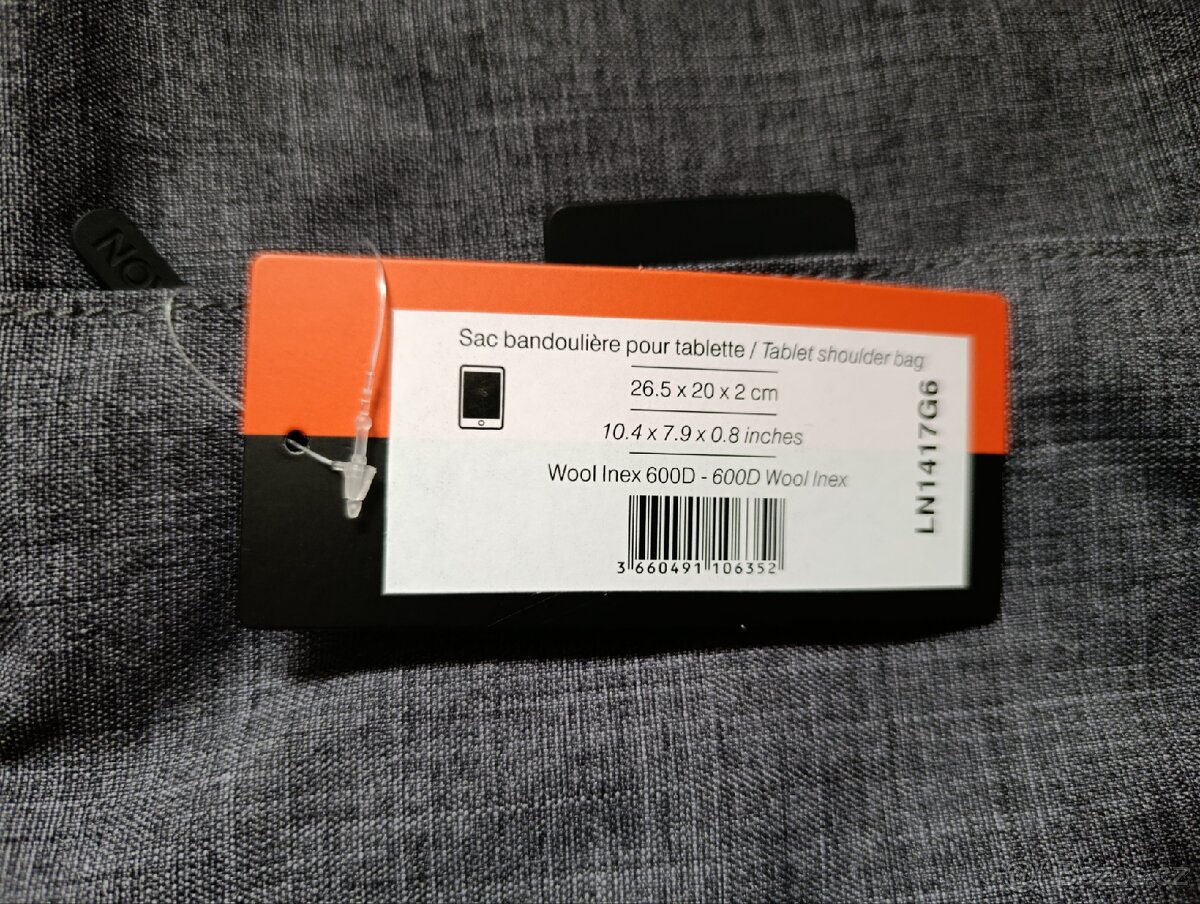 Sac bandoulière pour tablette / Tablet shoulder bag
26.5 x 20 x 2 cm
10.4 x 7.9 x 0.8 inches
Wool Inex 600D - 600D Wool Inex
3 660491 106352
LN1417G6